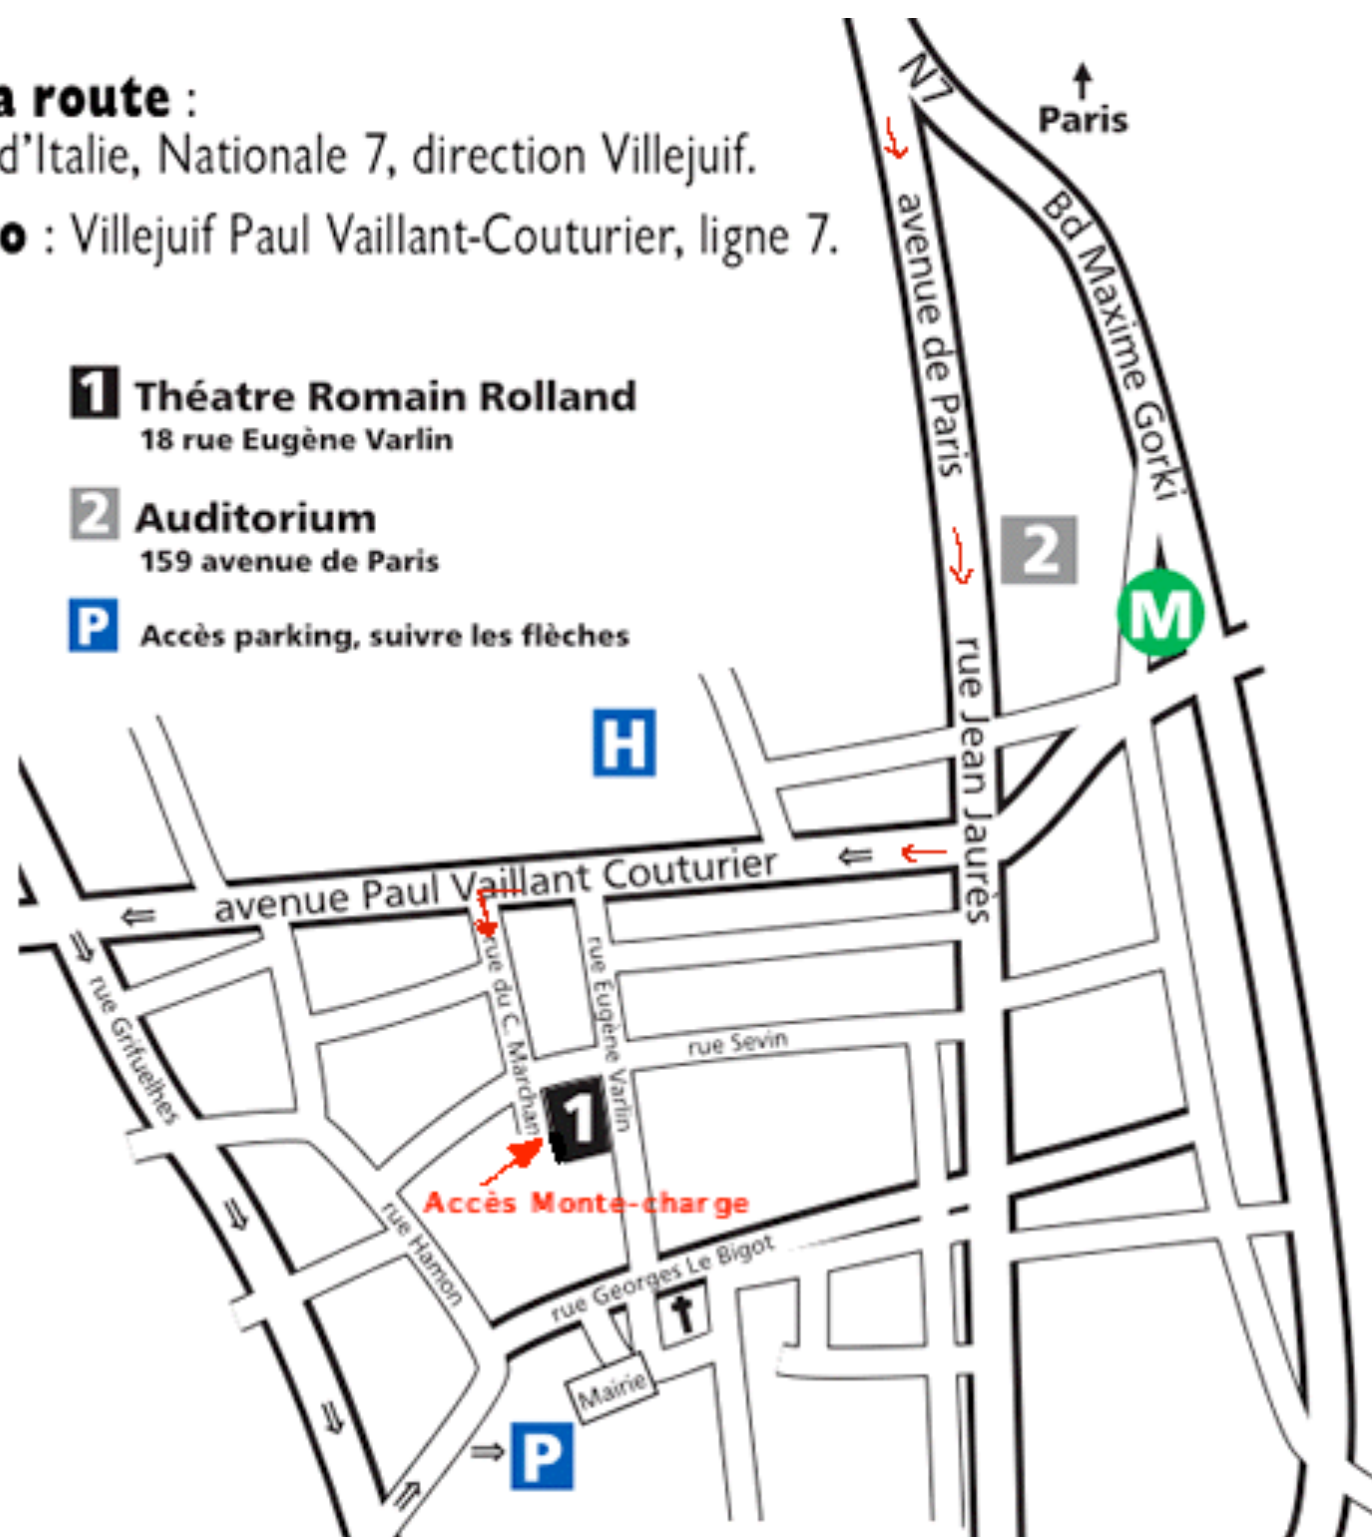 a route :
d'Italie, Nationale 7, direction Villejuif.
o : Villejuif Paul Vaillant-Couturier, ligne 7.
N7
Paris
Bd Maxime Gorki
avenue de Paris
1 Théatre Romain Rolland
18 rue Eugène Varlin
2 Auditorium
159 avenue de Paris
P Accès parking, suivre les flèches
2
M
H
rue Jean Jaurès
avenue Paul Vaillant Couturier
rue Grifuelhes
rue du C. Marchan
rue Eugène Varlin
rue Sevin
1
Accès Monte-charge
rue Hamon
rue Georges Le Bigot
Mairie
P